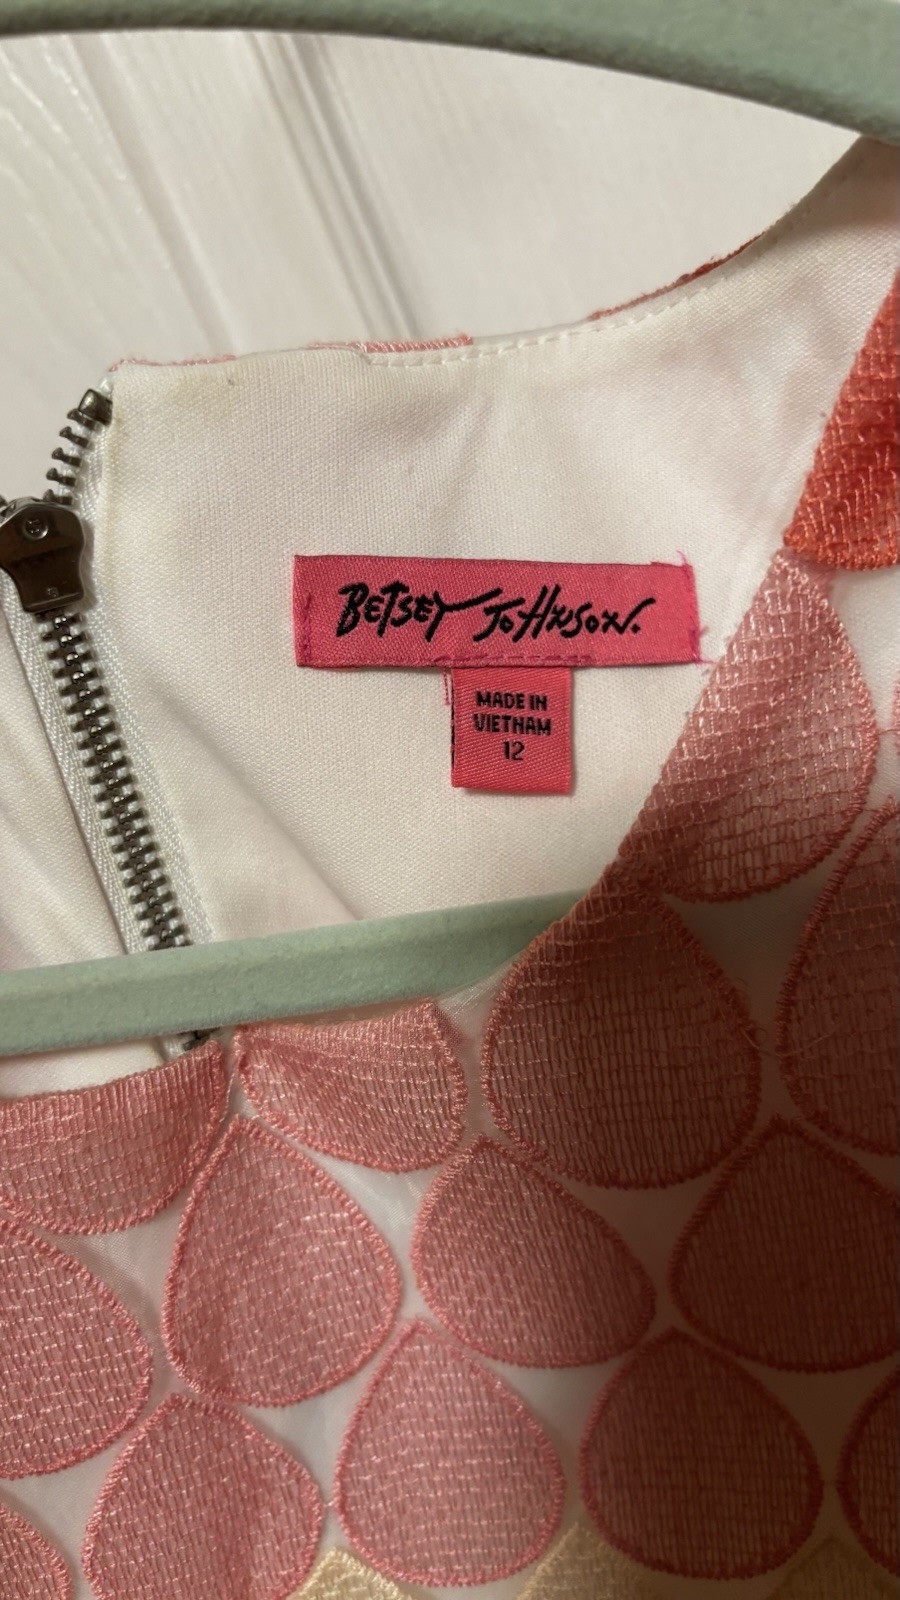 BETSEY JOHNSON.
MADE IN
VIETNAM
12